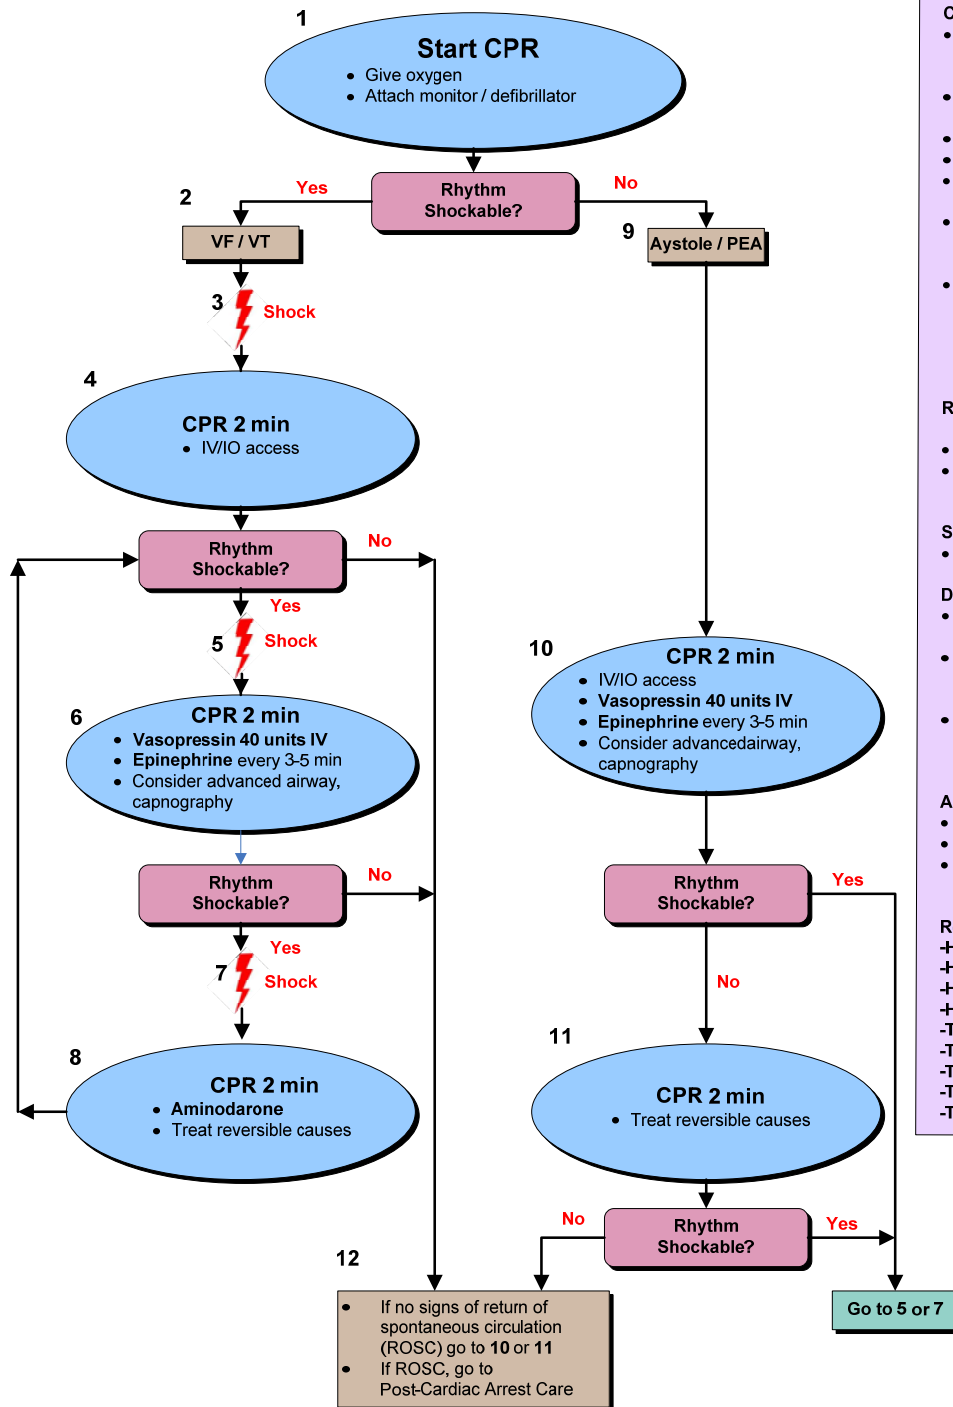 1
Start CPR
• Give oxygen
• Attach monitor / defibrillator
Rhythm
Shockable?
Yes
No
2
VF / VT
9
Aystole / PEA
3
Shock
4
CPR 2 min
• IV/IO access
Rhythm
Shockable?
No
Yes
5
Shock
6
CPR 2 min
• Vasopressin 40 units IV
• Epinephrine every 3-5 min
• Consider advanced airway,
capnography
Rhythm
Shockable?
No
Yes
7
Shock
8
CPR 2 min
• Aminodarone
• Treat reversible causes
10
CPR 2 min
• IV/IO access
• Vasopressin 40 units IV
• Epinephrine every 3-5 min
• Consider advancedairway,
capnography
Rhythm
Shockable?
Yes
No
11
CPR 2 min
• Treat reversible causes
Rhythm
Shockable?
No
Yes
12
• If no signs of return of
spontaneous circulation
(ROSC) go to 10 or 11
• If ROSC, go to
Post-Cardiac Arrest Care
Go to 5 or 7